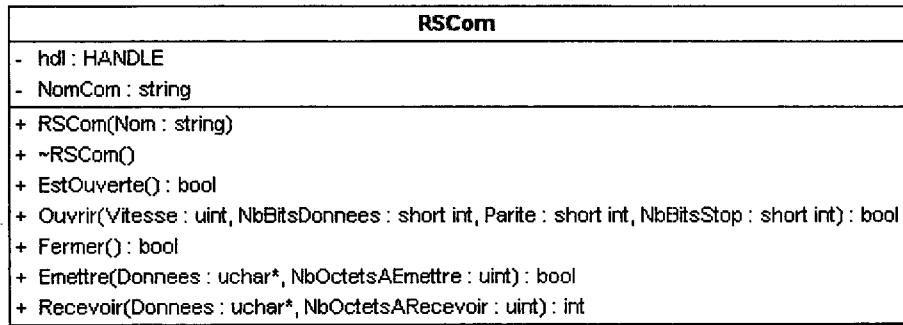 RSCom
- hdl : HANDLE
- NomCom : string
+ RSCom(Nom : string)
+ ~RSCom()
+ EstOuverte() : bool
+ Ouvrir(Vitesse : uint, NbBitsDonnees : short int, Parite : short int, NbBitsStop : short int) : bool
+ Fermer() : bool
+ Emettre(Donnees : uchar*, NbOctetsAEmettre : uint) : bool
+ Recevoir(Donnees : uchar*, NbOctetsARecevoir : uint) : int